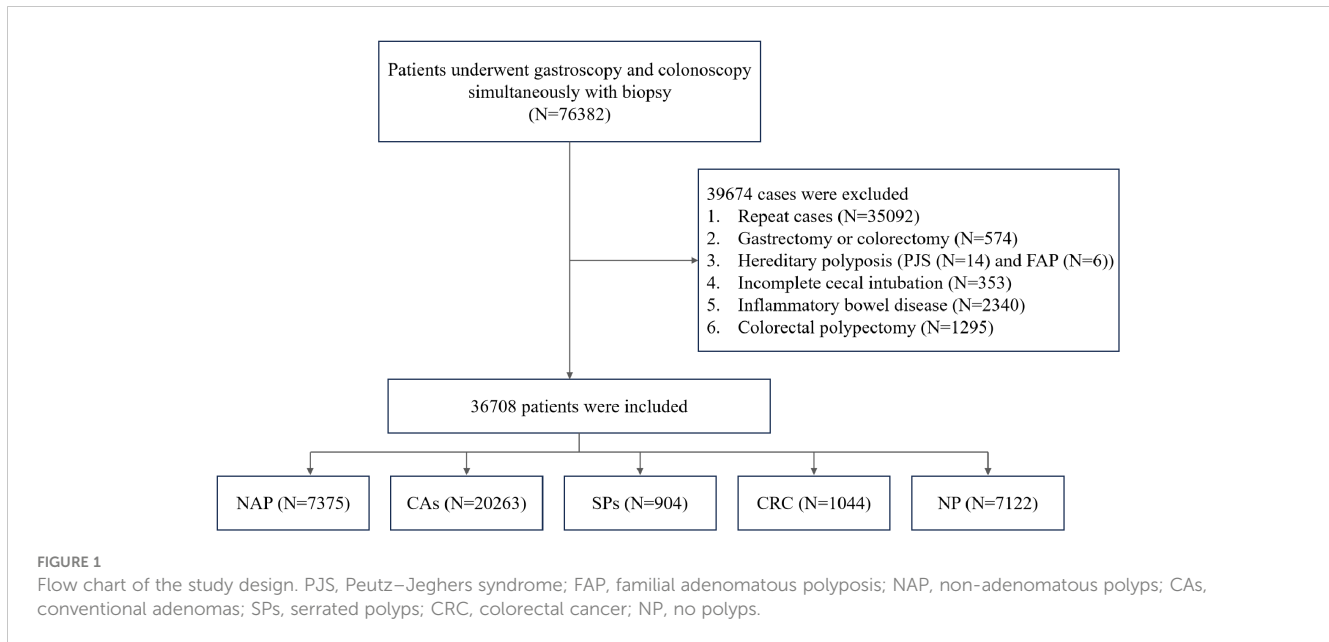 Patients underwent gastroscopy and colonoscopy
simultaneously with biopsy
(N=76382)
39674 cases were excluded
1. Repeat cases (N=35092)
2. Gastrectomy or colorectomy (N=574)
3. Hereditary polyposis (PJS (N=14) and FAP (N=6))
4. Incomplete cecal intubation (N=353)
5. Inflammatory bowel disease (N=2340)
6. Colorectal polypectomy (N=1295)
36708 patients were included
NAP (N=7375)
CAs (N=20263)
SPs (N=904)
CRC (N=1044)
NP (N=7122)
FIGURE 1
Flow chart of the study design. PJS, Peutz–Jeghers syndrome; FAP, familial adenomatous polyposis; NAP, non-adenomatous polyps; CAs,
conventional adenomas; SPs, serrated polyps; CRC, colorectal cancer; NP, no polyps.